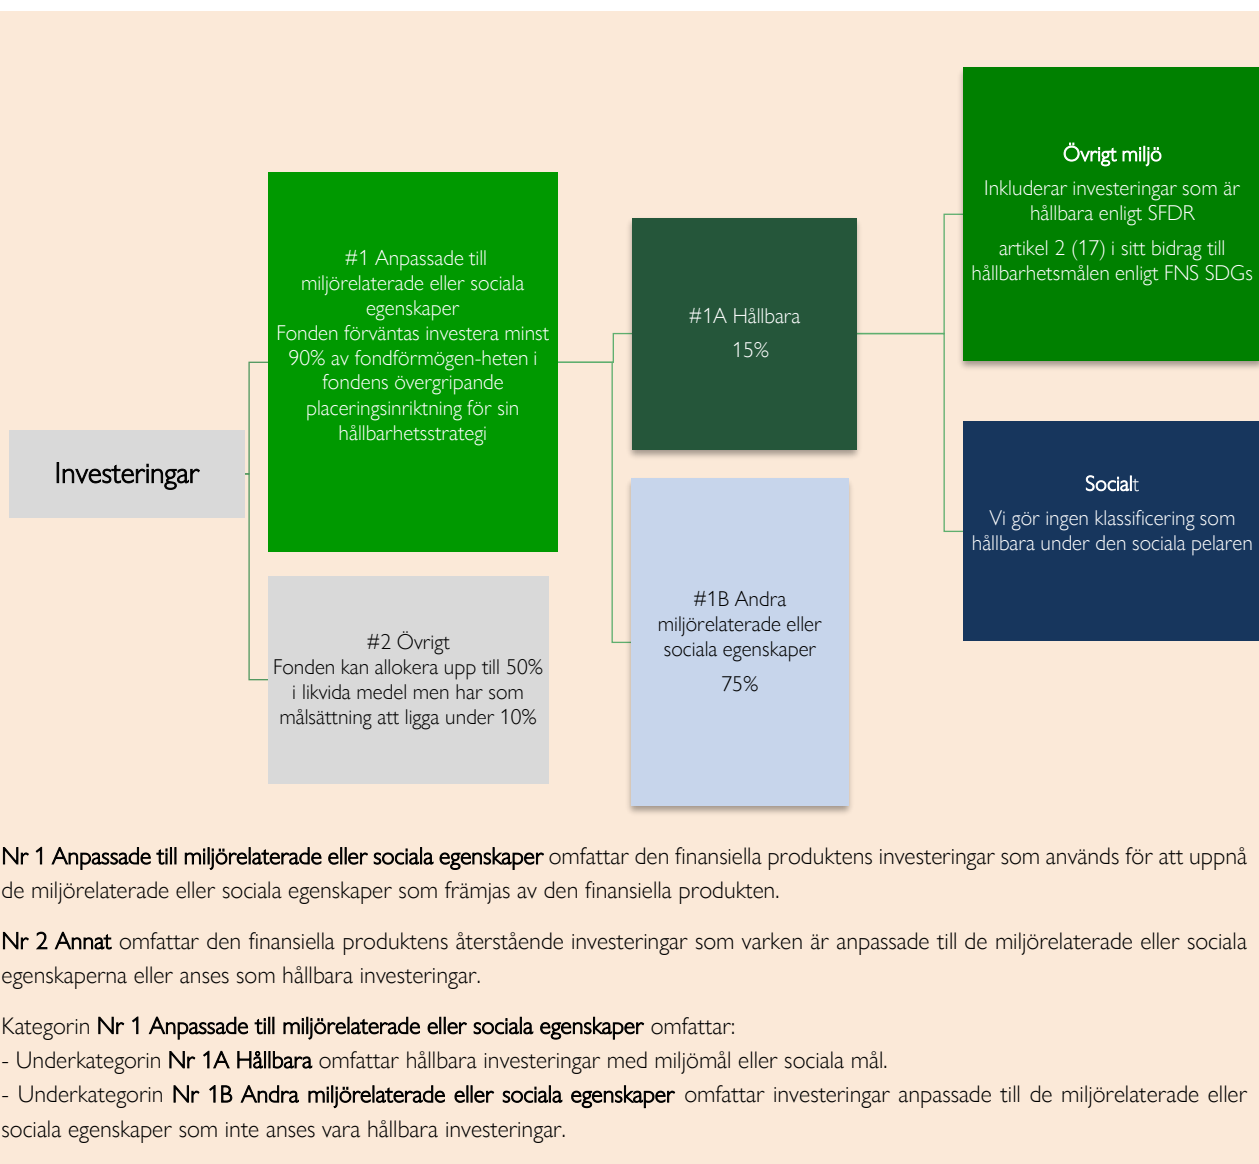 Investeringar
#1 Anpassade till
miljörelaterade eller sociala
egenskaper
Fonden förväntas investera minst
90% av fondförmögen-heten i
fondens övergripande
placeringsinriktning för sin
hållbarhetsstrategi
#2 Övrigt
Fonden kan allokera upp till 50%
i likvida medel men har som
målsättning att ligga under 10%
#1A Hållbara
15%
#1B Andra
miljörelaterade eller
sociala egenskaper
75%
Övrigt miljö
Inkluderar investeringar som är
hållbara enligt SFDR
artikel 2 (17) i sitt bidrag till
hållbarhetsmålen enligt FNS SDGs
Socialt
Vi gör ingen klassificering som
hållbara under den sociala pelaren
Nr 1 Anpassade till miljörelaterade eller sociala egenskaper omfattar den finansiella produktens investeringar som används för att uppnå
de miljörelaterade eller sociala egenskaper som främjas av den finansiella produkten.
Nr 2 Annat omfattar den finansiella produktens återstående investeringar som varken är anpassade till de miljörelaterade eller sociala
egenskaperna eller anses som hållbara investeringar.
Kategorin Nr 1 Anpassade till miljörelaterade eller sociala egenskaper omfattar:
- Underkategorin Nr 1A Hållbara omfattar hållbara investeringar med miljömål eller sociala mål.
- Underkategorin Nr 1B Andra miljörelaterade eller sociala egenskaper omfattar investeringar anpassade till de miljörelaterade eller
sociala egenskaper som inte anses vara hållbara investeringar.